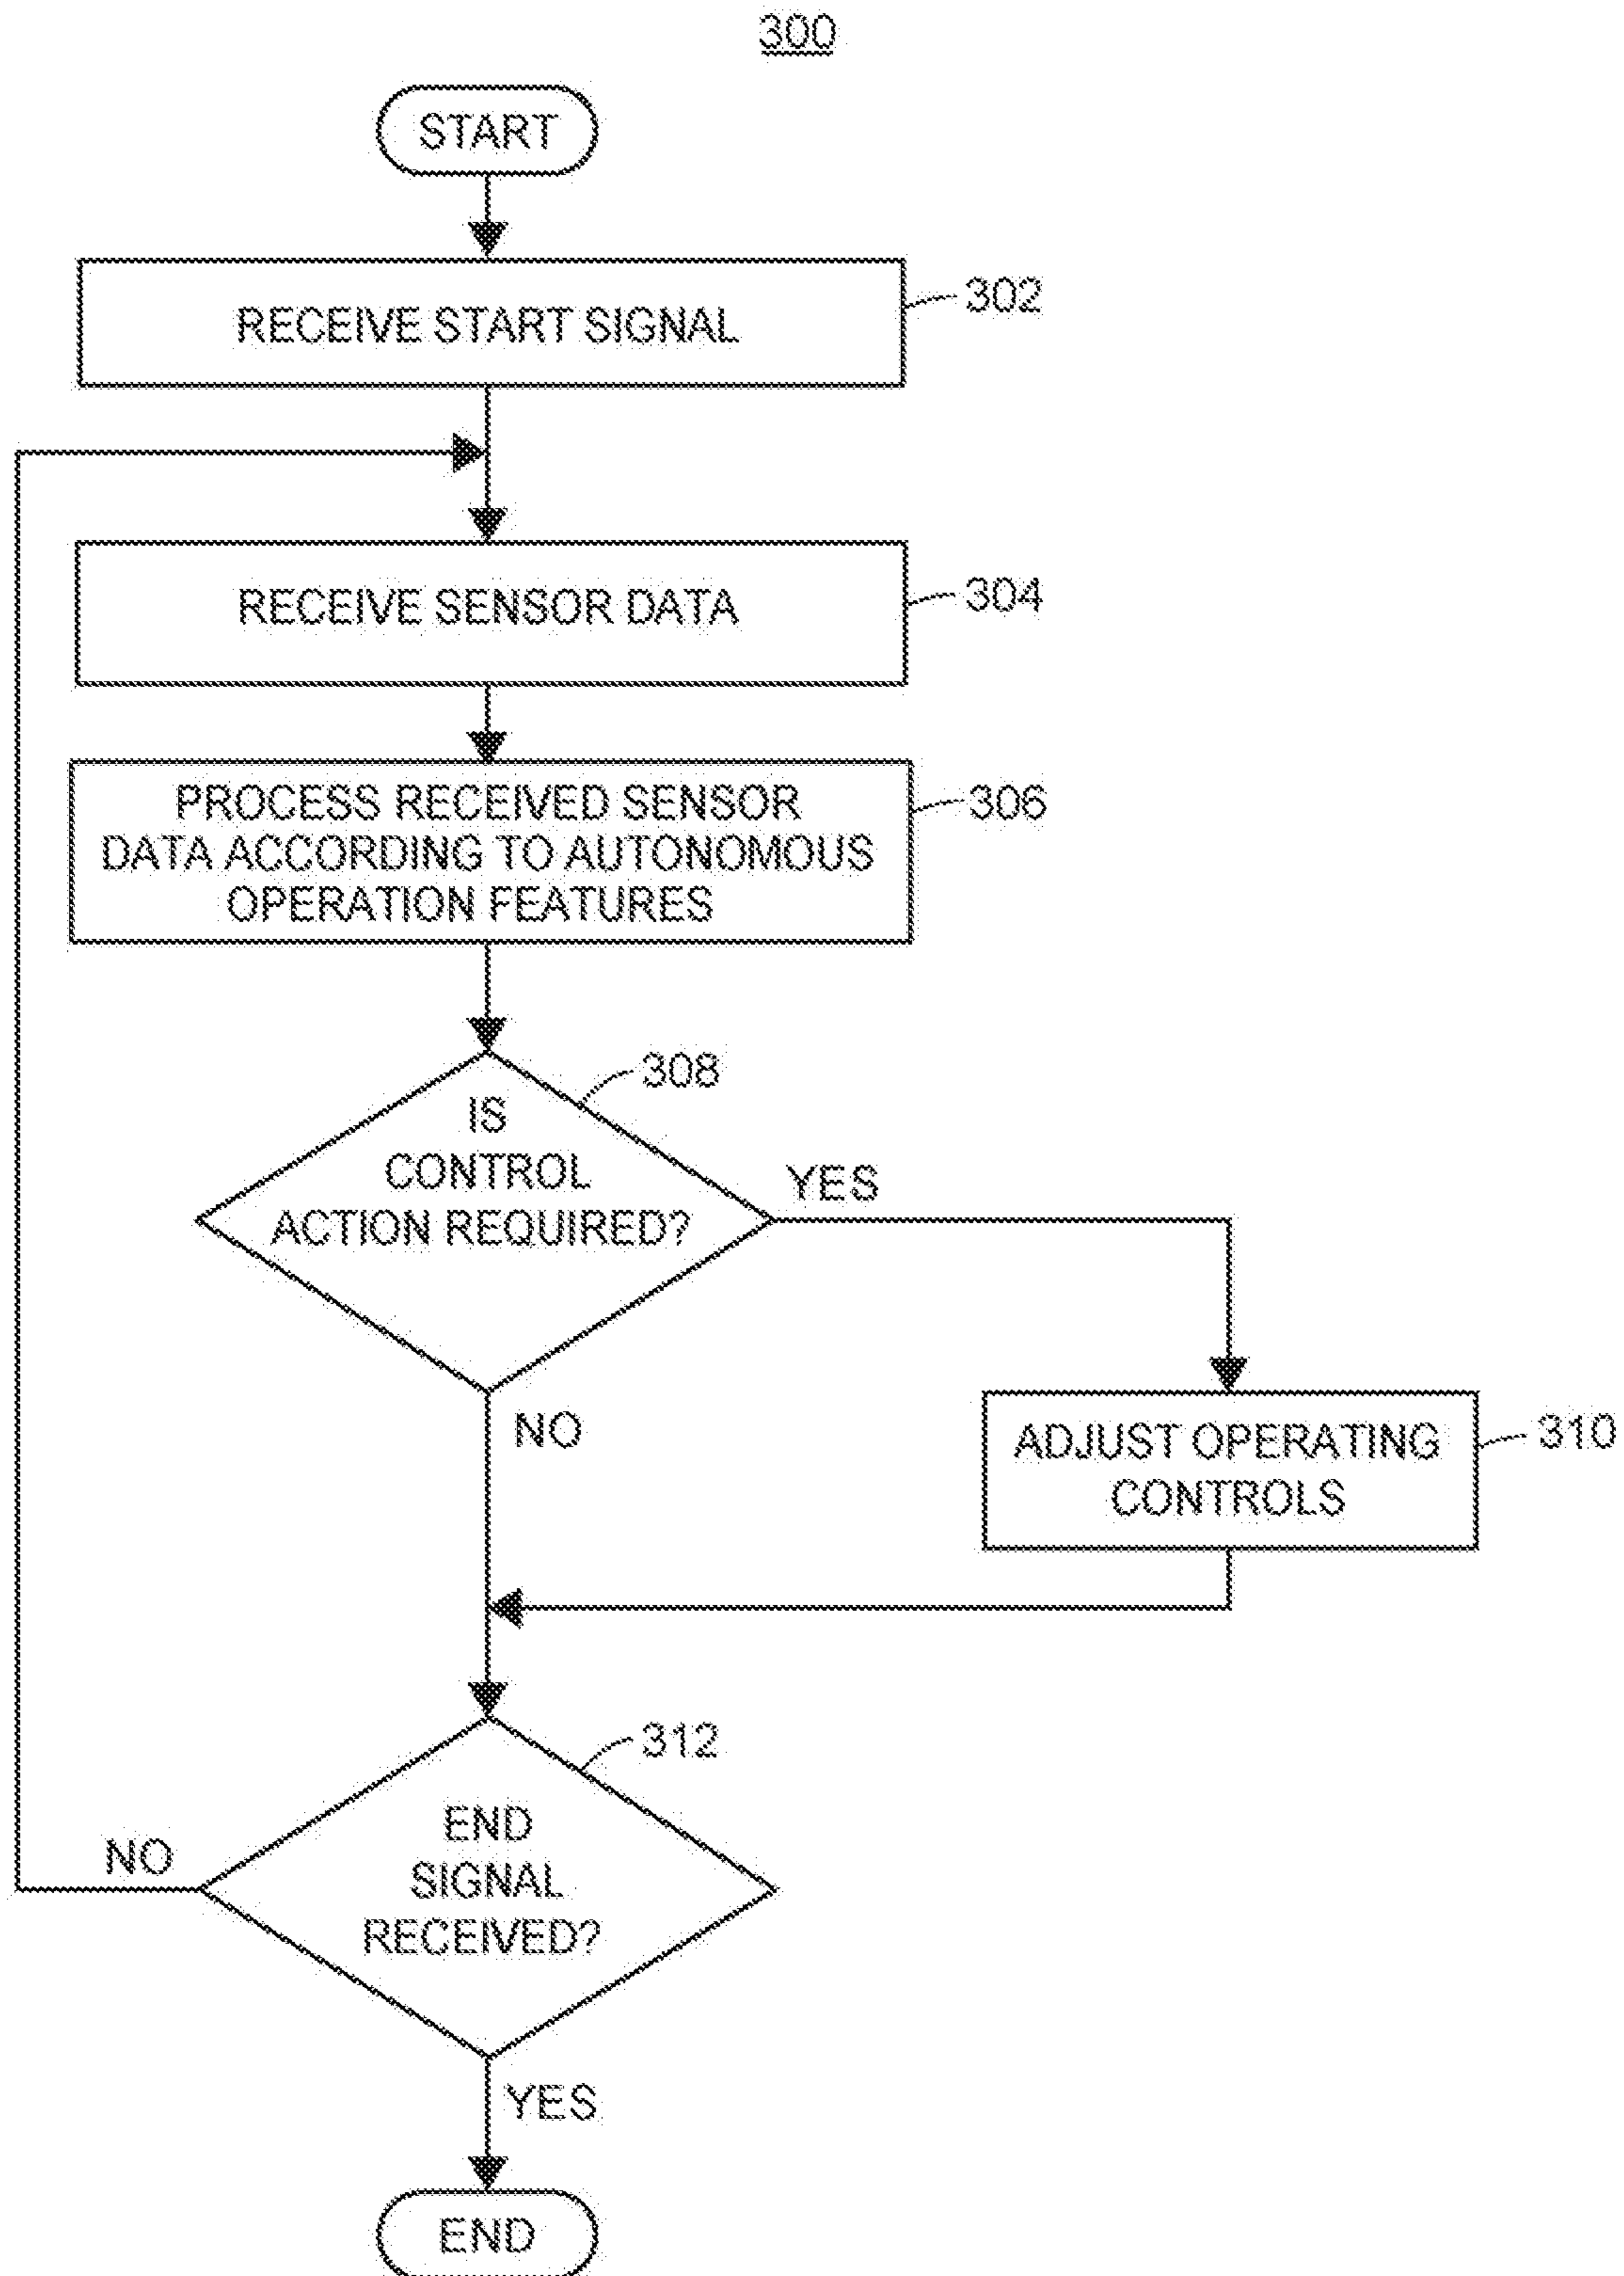 300
START
RECEIVE START SIGNAL
302
RECEIVE SENSOR DATA
304
PROCESS RECEIVED SENSOR
DATA ACCORDING TO AUTONOMOUS
OPERATION FEATURES
306
308
IS
CONTROL
ACTION REQUIRED?
YES
NO
ADJUST OPERATING
CONTROLS
310
312
END
SIGNAL
RECEIVED?
NO
YES
END